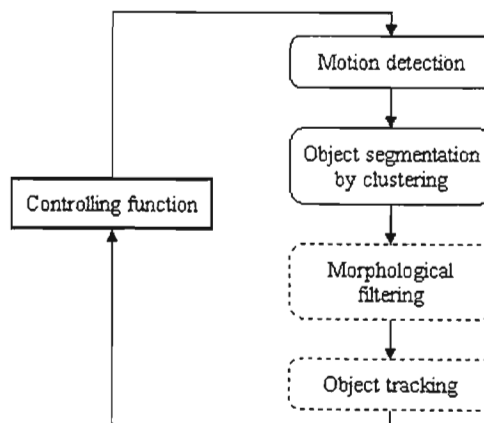 Motion detection
Object segmentation
by clustering
Controlling function
Morphological
filtering
Object tracking